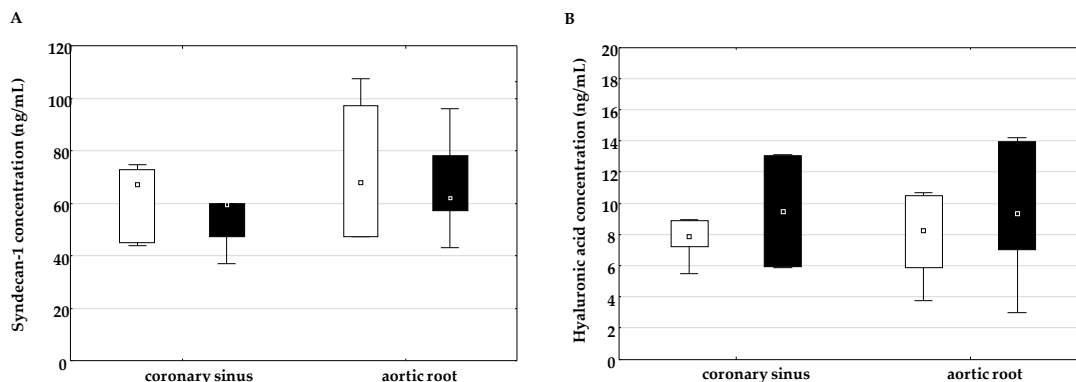 A
Syndecan-1 concentration (ng/mL)
120
100
80
60
40
20
0
coronary sinus
aortic root
B
Hyaluronic acid concentration (ng/mL)
20
18
16
14
12
10
8
6
4
2
0
coronary sinus
aortic root